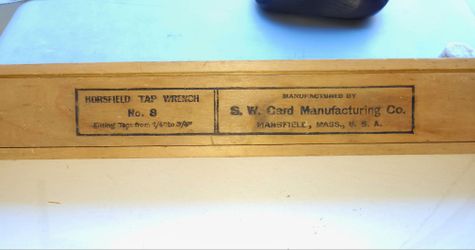 HORSFIELD TAP WRENCH
No. 8
Fitting Taps from 1/4" to 3/4"
MANUFACTURED BY
S. W. Card Manufacturing Co.
MANSFIELD, MASS., U. S. A.